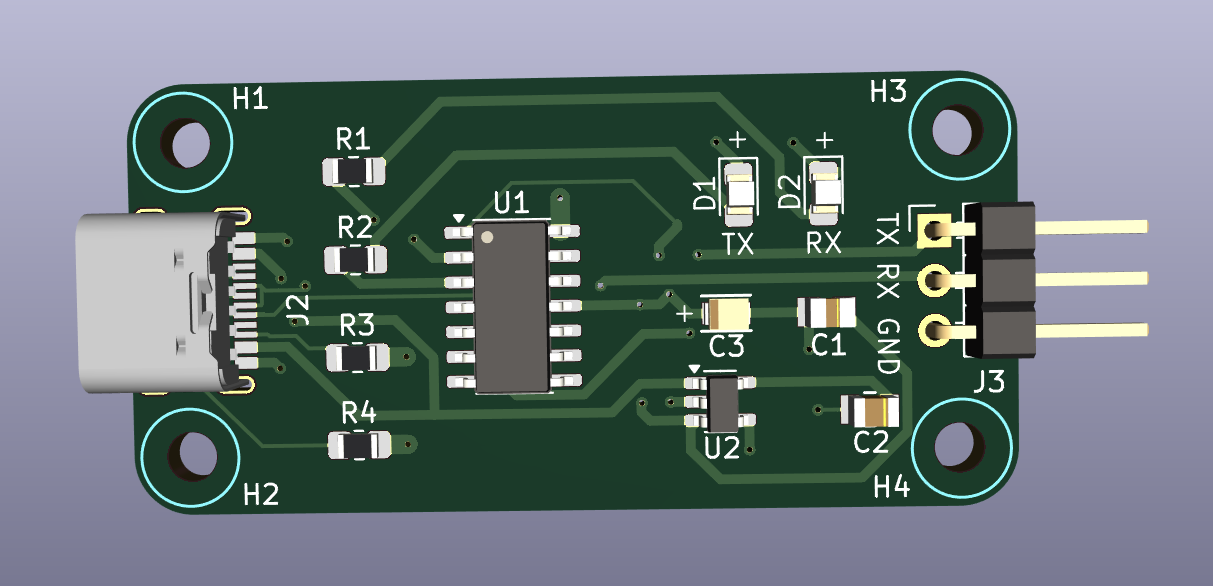 H1
H3
R1
+
+
D1
D2
R2
U1
TX
RX
TX
RX
GND
J2
+
R3
C3
C1
J3
R4
U2
C2
H2
H4